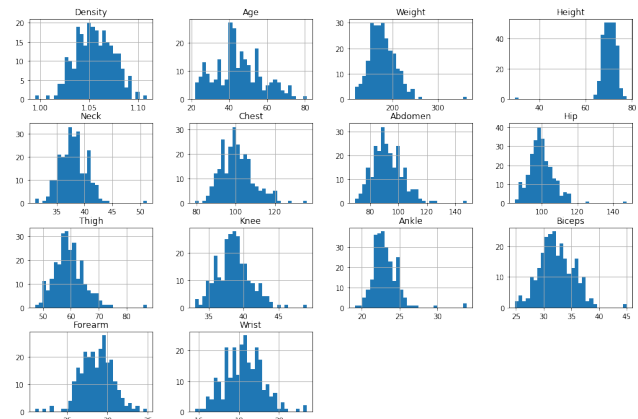 Density Age Weight Height
20 15 10 5 0
1.00 1.05 1.10
20 10 0
20 40 60 80
30 20 10 0
200 300
40 20 0
40 60 80
Neck Chest Abdomen Hip
30 20 10 0
35 40 45 50
30 20 10 0
80 100 120
30 20 10 0
80 100 120 140
40 30 20 10 0
100 120 140
Thigh Knee Ankle Biceps
30 20 10 0
50 60 70 80
20 10 0
35 40 45
30 20 10 0
20 25 30
20 10 0
25 30 35 40 45
Forearm Wrist
20 10 0
20 10 0